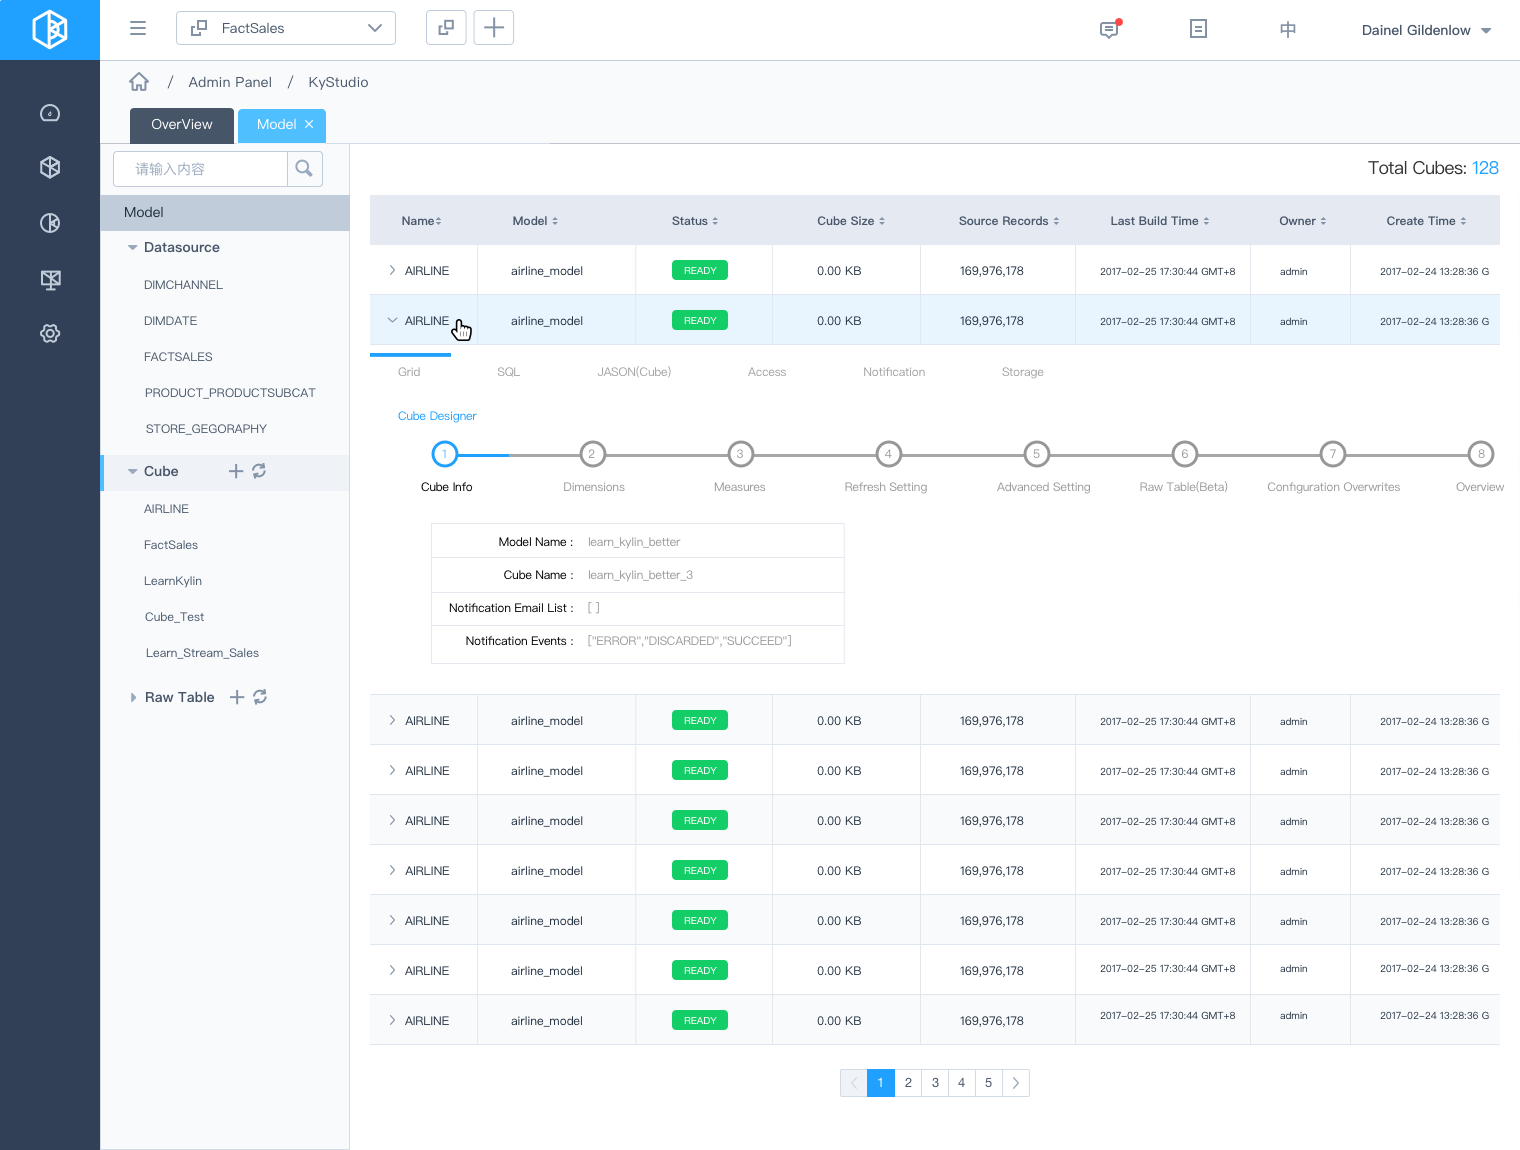 FactSales
中
Dainel Gildenlow
/ Admin Panel / KyStudio
OverView
Model ×
请输入内容
Total Cubes: 128
Model
Datasource
DIMCHANNEL
DIMDATE
FACTSALES
PRODUCT_PRODUCTSUBCAT
STORE_GEGORAPHY
Cube
AIRLINE
FactSales
LearnKylin
Cube_Test
Learn_Stream_Sales
Raw Table
Name Model Status Cube Size Source Records Last Build Time Owner Create Time
AIRLINE airline_model READY 0.00 KB 169,976,178 2017-02-25 17:30:44 GMT+8 admin 2017-02-24 13:28:36 G
AIRLINE airline_model READY 0.00 KB 169,976,178 2017-02-25 17:30:44 GMT+8 admin 2017-02-24 13:28:36 G
Grid SQL JASON(Cube) Access Notification Storage
Cube Designer
1 2 3 4 5 6 7 8
Cube Info Dimensions Measures Refresh Setting Advanced Setting Raw Table(Beta) Configuration Overwrites Overview
Model Name : learn_kylin_better
Cube Name : learn_kylin_better_3
Notification Email List : [ ]
Notification Events : ["ERROR","DISCARDED","SUCCEED"]
AIRLINE airline_model READY 0.00 KB 169,976,178 2017-02-25 17:30:44 GMT+8 admin 2017-02-24 13:28:36 G
AIRLINE airline_model READY 0.00 KB 169,976,178 2017-02-25 17:30:44 GMT+8 admin 2017-02-24 13:28:36 G
AIRLINE airline_model READY 0.00 KB 169,976,178 2017-02-25 17:30:44 GMT+8 admin 2017-02-24 13:28:36 G
AIRLINE airline_model READY 0.00 KB 169,976,178 2017-02-25 17:30:44 GMT+8 admin 2017-02-24 13:28:36 G
AIRLINE airline_model READY 0.00 KB 169,976,178 2017-02-25 17:30:44 GMT+8 admin 2017-02-24 13:28:36 G
AIRLINE airline_model READY 0.00 KB 169,976,178 2017-02-25 17:30:44 GMT+8 admin 2017-02-24 13:28:36 G
AIRLINE airline_model READY 0.00 KB 169,976,178 2017-02-25 17:30:44 GMT+8 admin 2017-02-24 13:28:36 G
1 2 3 4 5